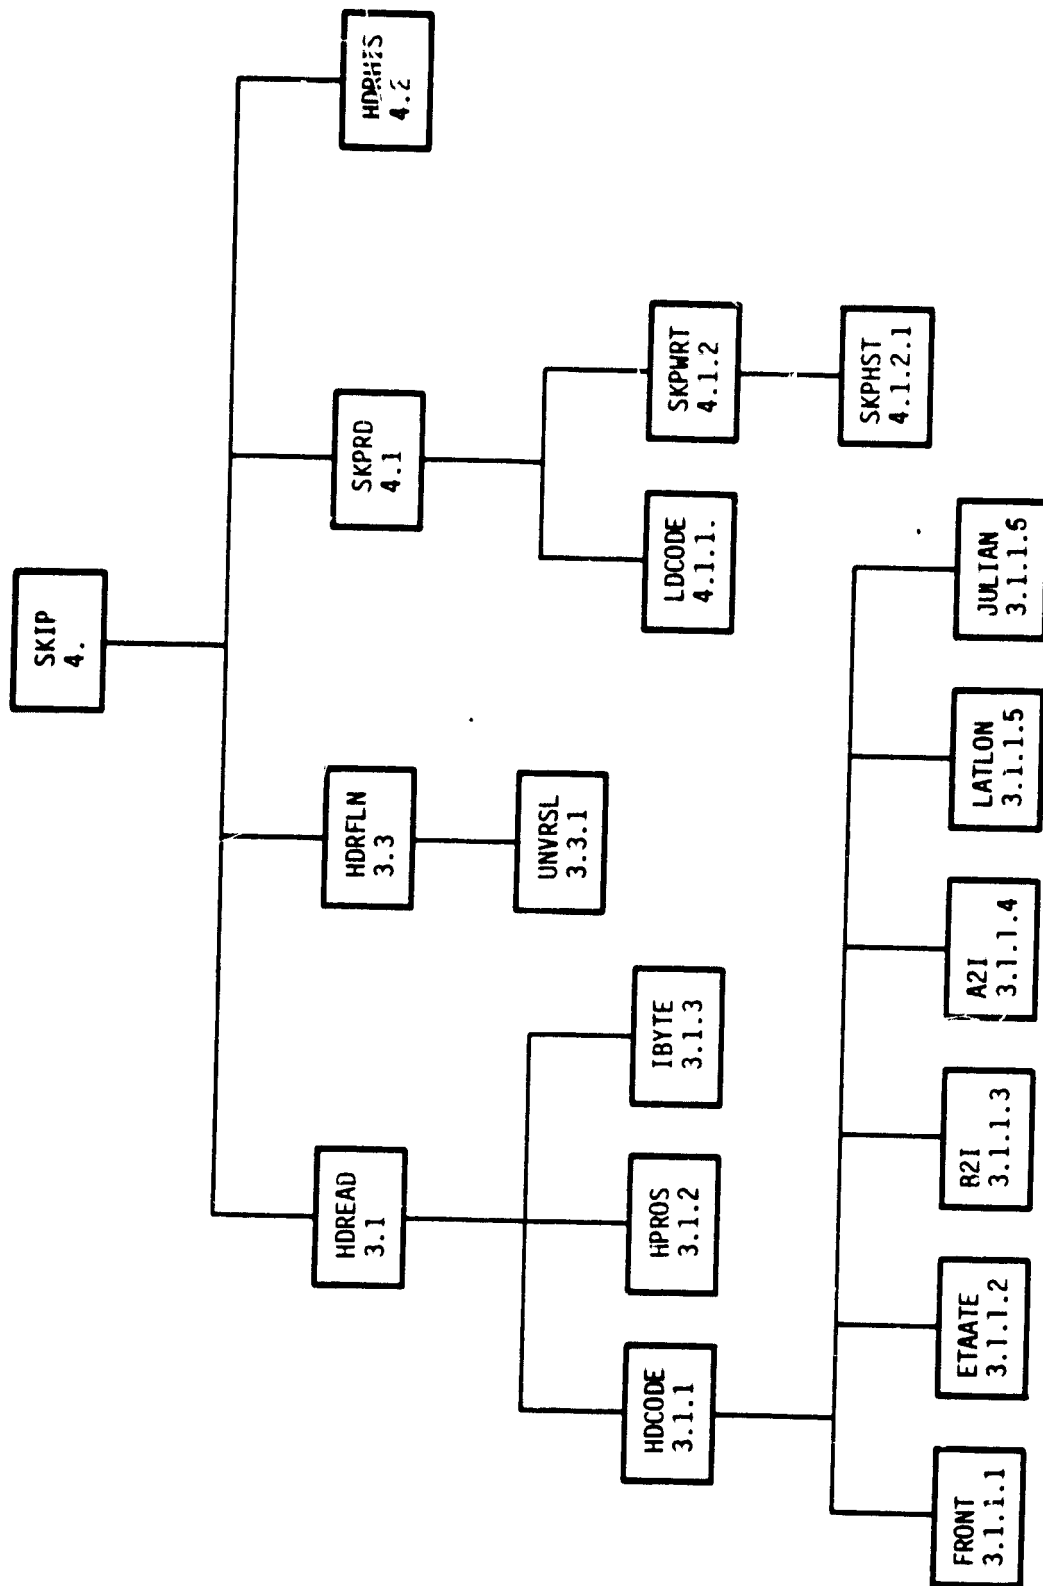 SKIP
4.
HDREAD
3.1
HDRFLN
3.3
SKPRD
4.1
HDRHIS
4.2
UNVRSL
3.3.1
HDCODE
3.1.1
HPROS
3.1.2
IBYTE
3.1.3
LDCODE
4.1.1.
SKPWRT
4.1.2
SKPHST
4.1.2.1
FRONT
3.1.1.1
ETAATE
3.1.1.2
R2I
3.1.1.3
A2I
3.1.1.4
LATLON
3.1.1.5
JULIAN
3.1.1.5